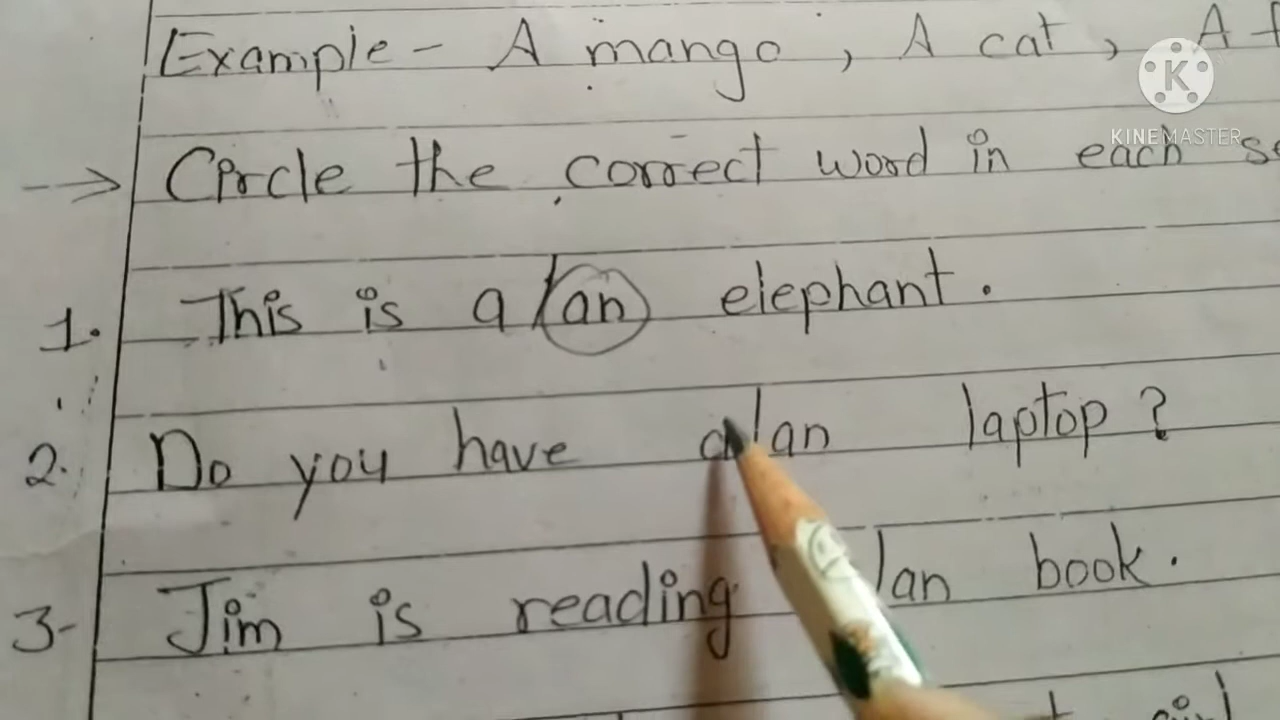 Example - A mango, A cat, A
K
KINEMASTER
Circle the correct word in each
1. This is a/an elephant.
2. Do you have a/an laptop?
3- Jim is reading /an book.